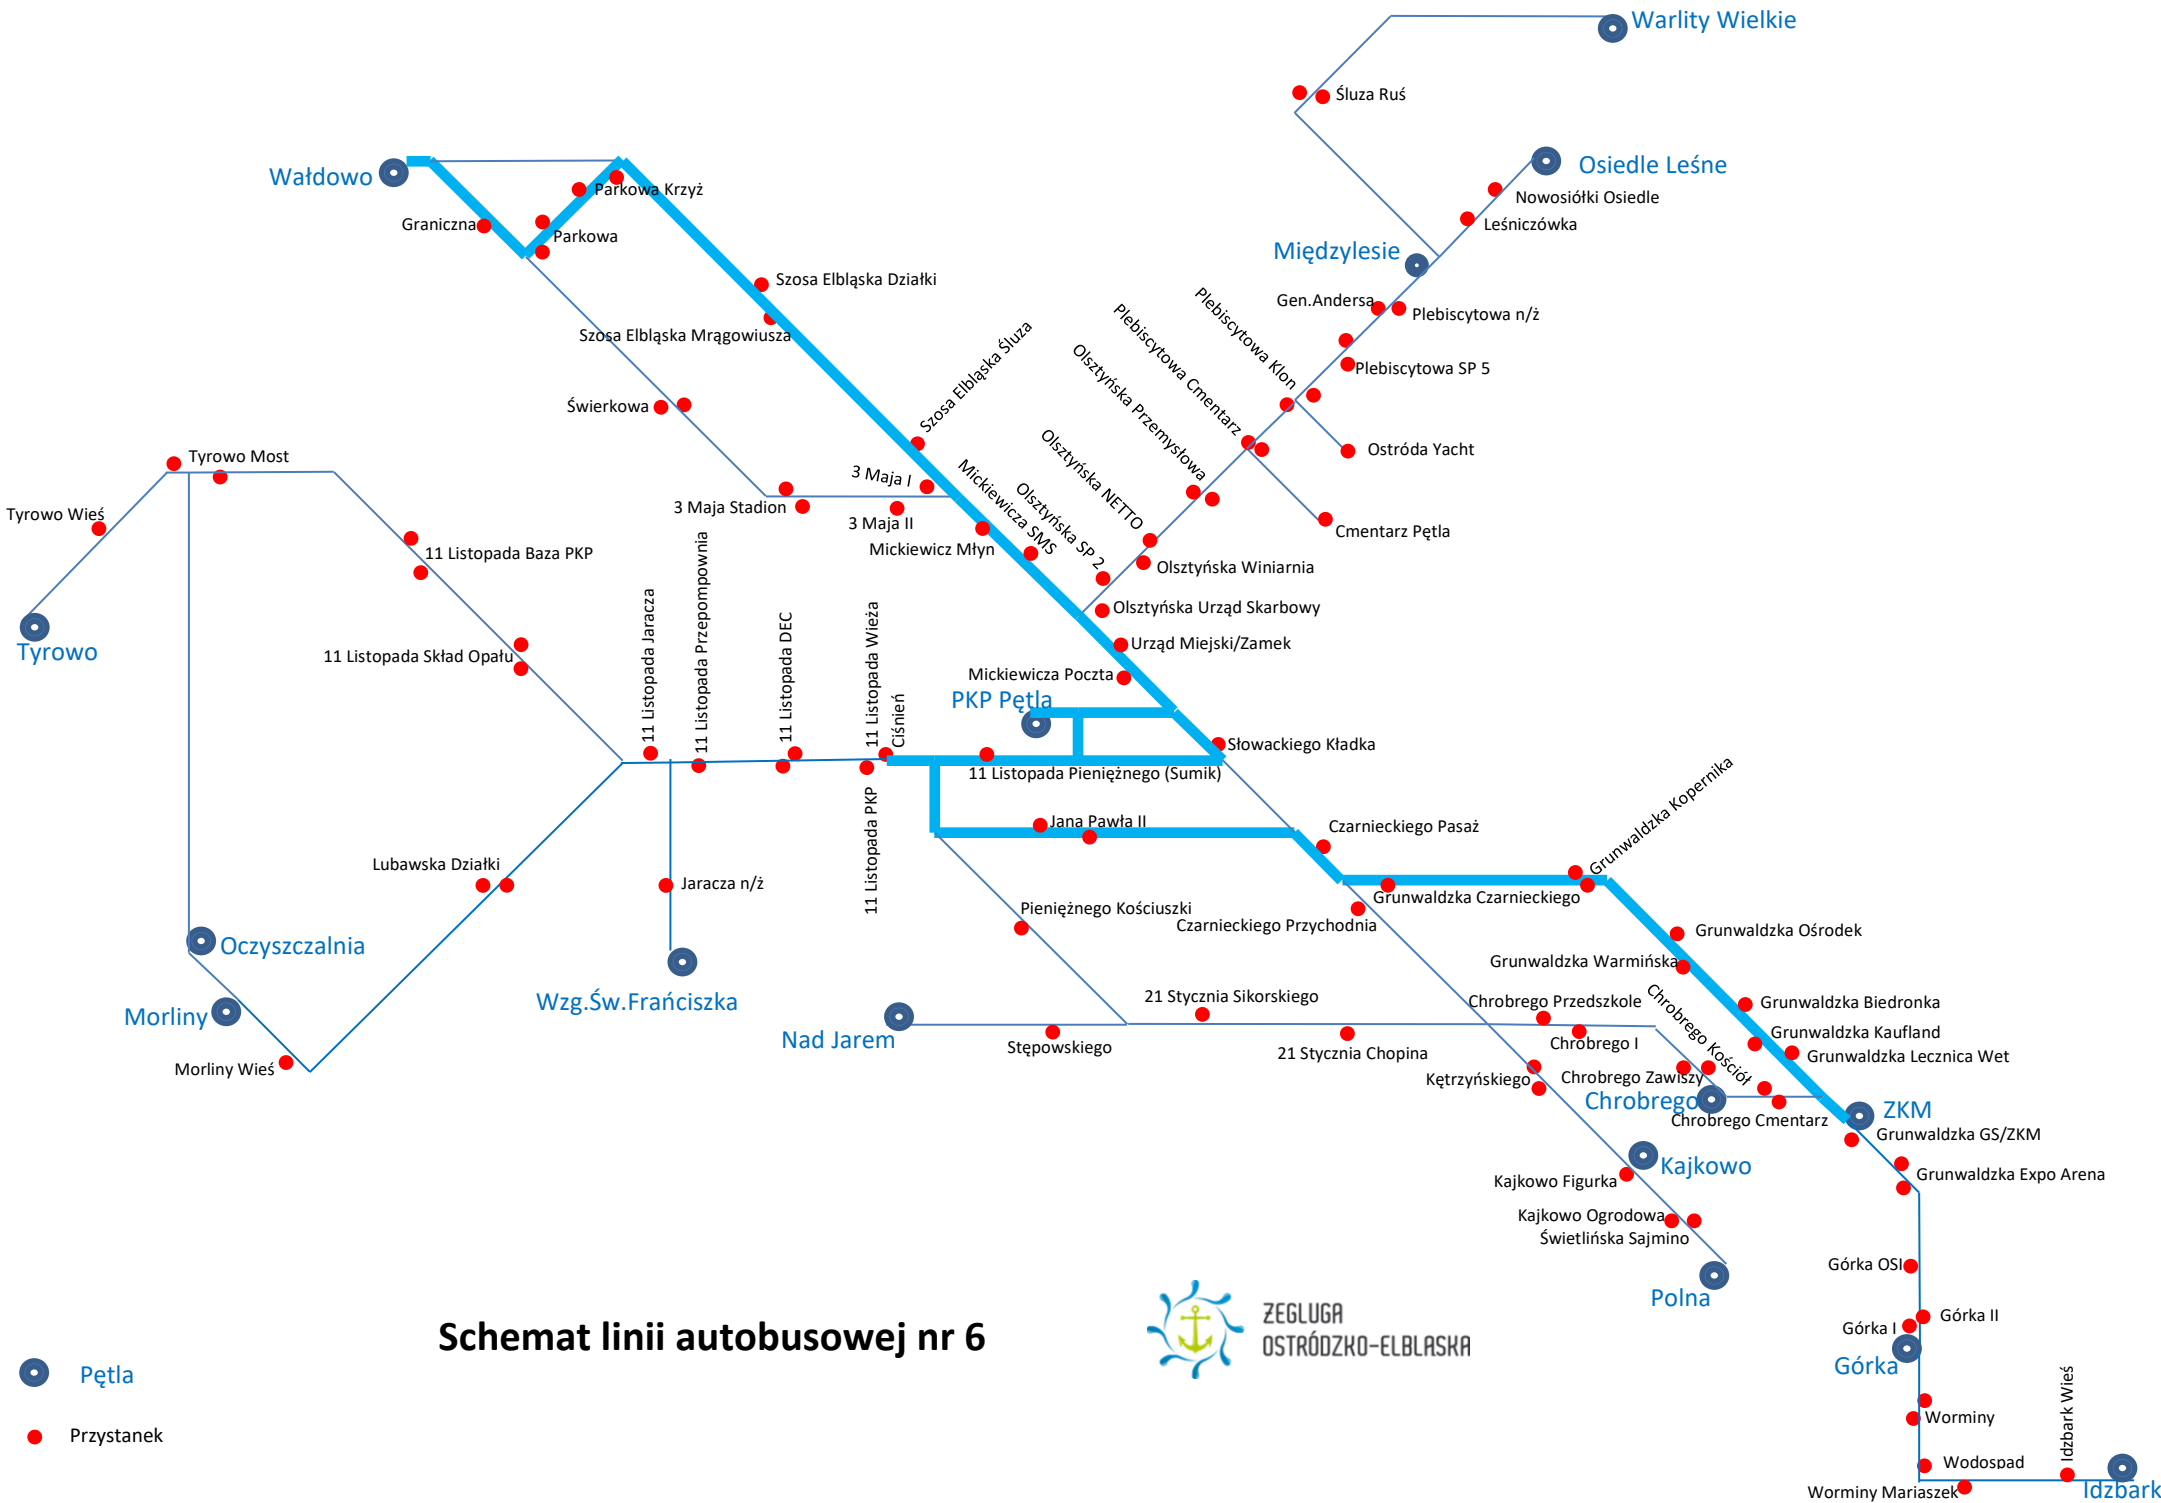 Warlity Wielkie
Śluza Ruś
Wałdowo
Parkowa Krzyż
Osiedle Leśne
Nowosiółki Osiedle
Graniczna
Parkowa
Leśniczówka
Międzylesie
Szosa Elbląska Działki
Gen.Andersa
Plebiscytowa n/ż
Szosa Elbląska Mrągowiusza
Szosa Elbląska Śluza
Plebiscytowa Klon
Plebiscytowa Cmentarz
Olsztyńska Przemysłowa
Olsztyńska NETTO
Plebiscytowa SP 5
Świerkowa
Ostróda Yacht
Tyrowo Most
3 Maja I
Mickiewicza SMS
Olsztyńska SP 2
3 Maja Stadion
3 Maja II
Tyrowo Wieś
Cmentarz Pętla
Mickiewicz Młyn
11 Listopada Baza PKP
Olsztyńska Winiarnia
Olsztyńska Urząd Skarbowy
Tyrowo
Urząd Miejski/Zamek
11 Listopada Skład Opału
11 Listopada Jaracza
11 Listopada Przepompownia
11 Listopada DEC
11 Listopada Wieża
Ciśnień
Mickiewicza Poczta
PKP Pętla
Słowackiego Kładka
11 Listopada Pieniężnego (Sumik)
Grunwaldzka Kopernika
11 Listopada PKP
Jana Pawła II
Czarnieckiego Pasaż
Lubawska Działki
Jaracza n/ż
Grunwaldzka Czarnieckiego
Pieniężnego Kościuszki
Czarnieckiego Przychodnia
Grunwaldzka Ośrodek
Oczyszczalnia
Grunwaldzka Warmińska
Wzg.Św.Frańciszka
21 Stycznia Sikorskiego
Chrobrego Przedszkole
Chrobrego Kościół
Grunwaldzka Biedronka
Morliny
Nad Jarem
Stępowskiego
21 Stycznia Chopina
Chrobrego I
Grunwaldzka Kaufland
Grunwaldzka Lecznica Wet
Morliny Wieś
Kętrzyńskiego
Chrobrego Zawiszy
Chrobrego
Chrobrego Cmentarz
ZKM
Grunwaldzka GS/ZKM
Kajkowo
Kajkowo Figurka
Grunwaldzka Expo Arena
Kajkowo Ogrodowa
Świetlińska Sajmino
Górka OSI
Polna
Górka II
Górka I
Górka
Schemat linii autobusowej nr 6
ŻEGLUGA
OSTRÓDZKO-ELBLASKA
Pętla
Przystanek
Worminy
Idzbark Wieś
Wodospad
Worminy Mariaszek
Idzbark